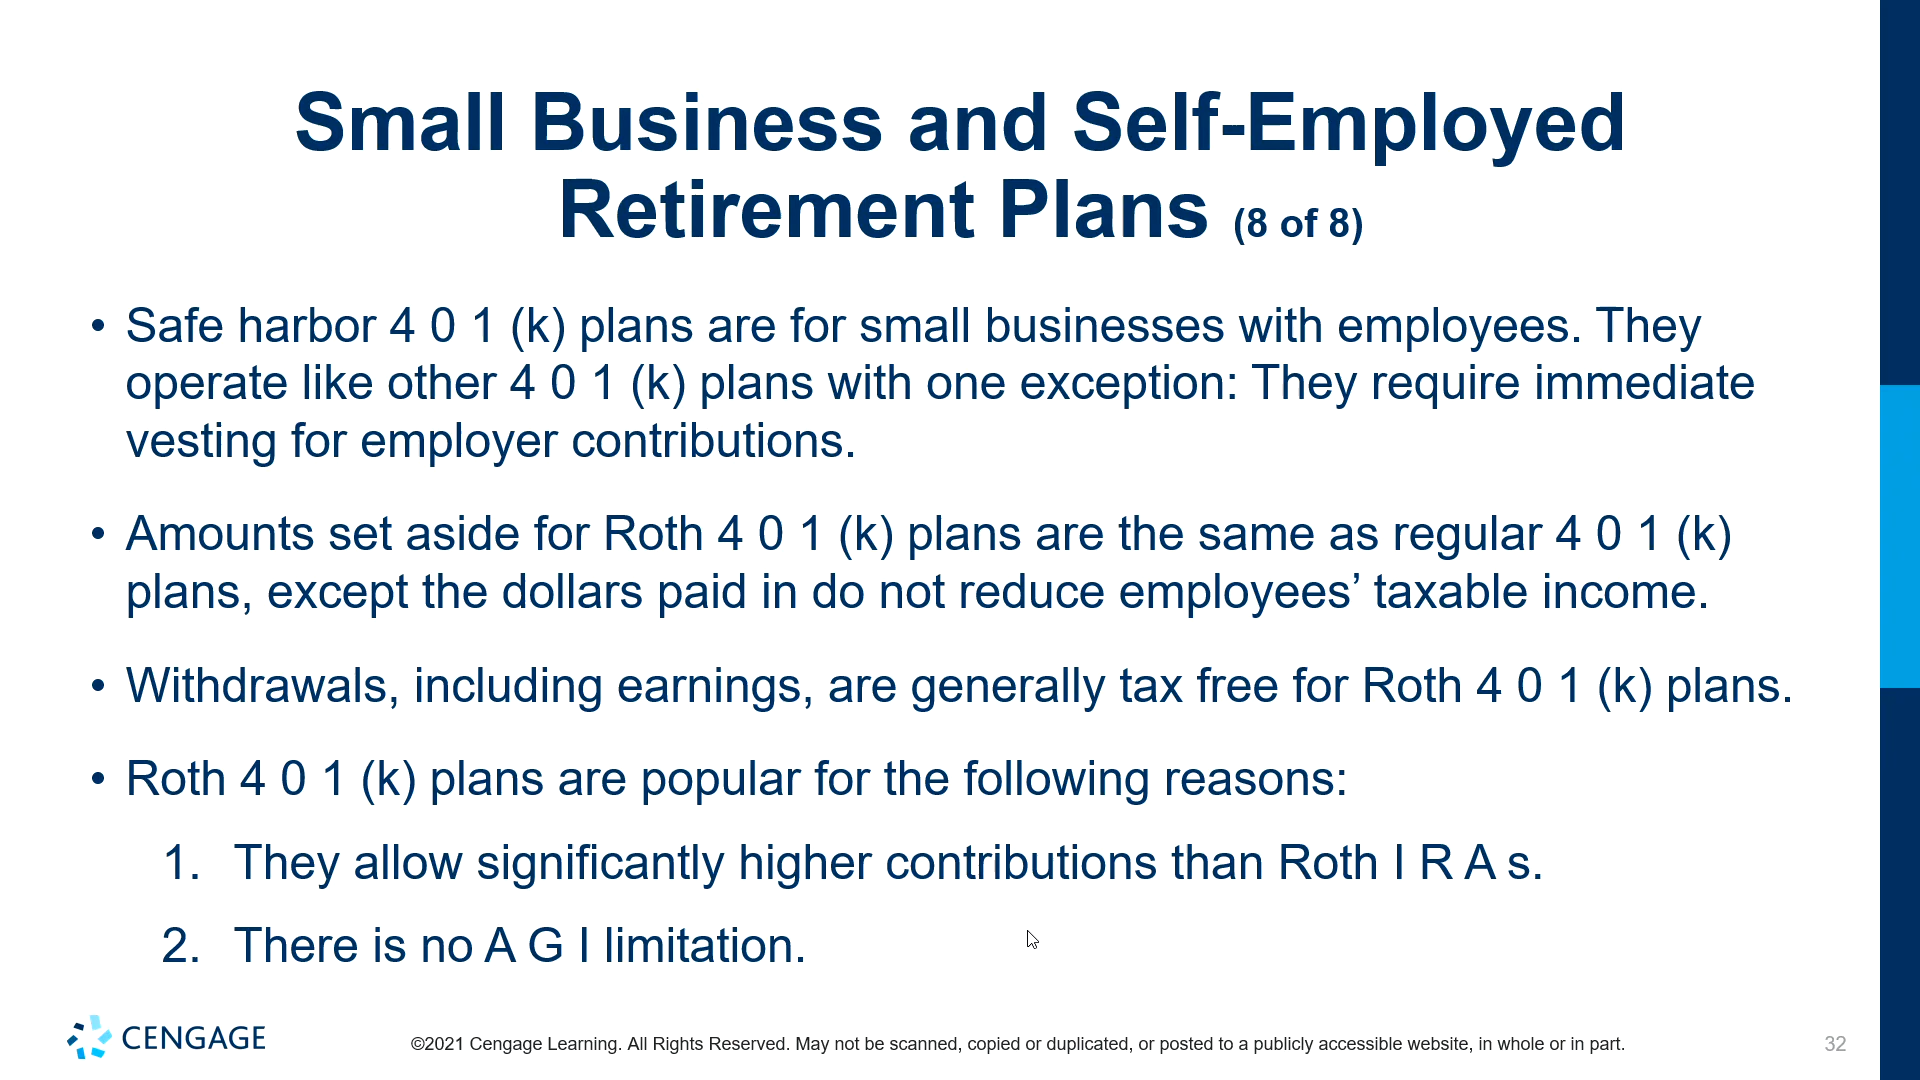 Small Business and Self-Employed
Retirement Plans (8 of 8)
• Safe harbor 4 0 1 (k) plans are for small businesses with employees. They
operate like other 4 0 1 (k) plans with one exception: They require immediate
vesting for employer contributions.
• Amounts set aside for Roth 4 0 1 (k) plans are the same as regular 4 0 1 (k)
plans, except the dollars paid in do not reduce employees’ taxable income.
• Withdrawals, including earnings, are generally tax free for Roth 4 0 1 (k) plans.
• Roth 4 0 1 (k) plans are popular for the following reasons:
1. They allow significantly higher contributions than Roth I R A s.
2. There is no A G I limitation.
CENGAGE
©2021 Cengage Learning. All Rights Reserved. May not be scanned, copied or duplicated, or posted to a publicly accessible website, in whole or in part.
32